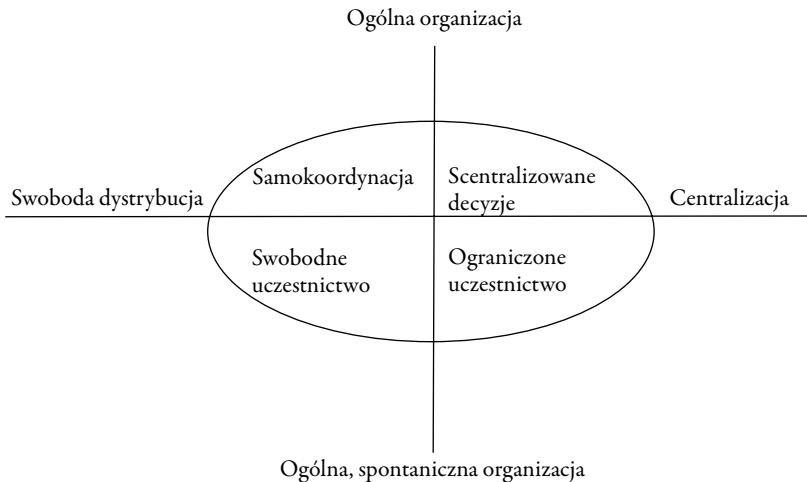 Ogólna organizacja
Samokoordynacja
Scentralizowane
decyzje
Swoboda dystrybucja
Centralizacja
Swobodne
uczestnictwo
Ograniczone
uczestnictwo
Ogólna, spontaniczna organizacja